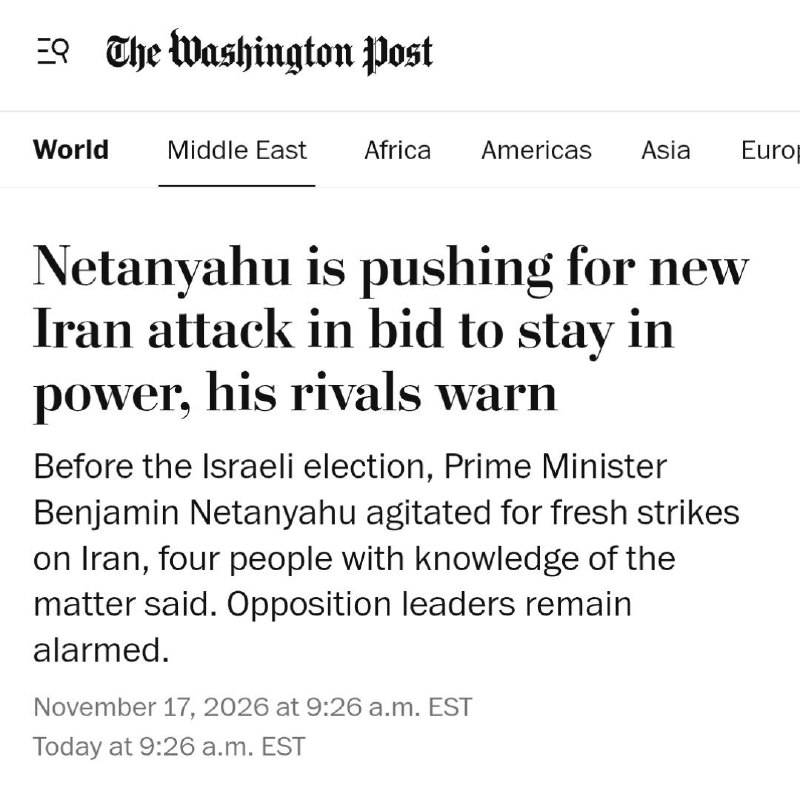 The Washington Post
World Middle East Africa Americas Asia
Netanyahu is pushing for new
Iran attack in bid to stay in
power, his rivals warn
Before the Israeli election, Prime Minister
Benjamin Netanyahu agitated for fresh strikes
on Iran, four people with knowledge of the
matter said. Opposition leaders remain
alarmed.
November 17, 2026 at 9:26 a.m. EST
Today at 9:26 a.m. EST